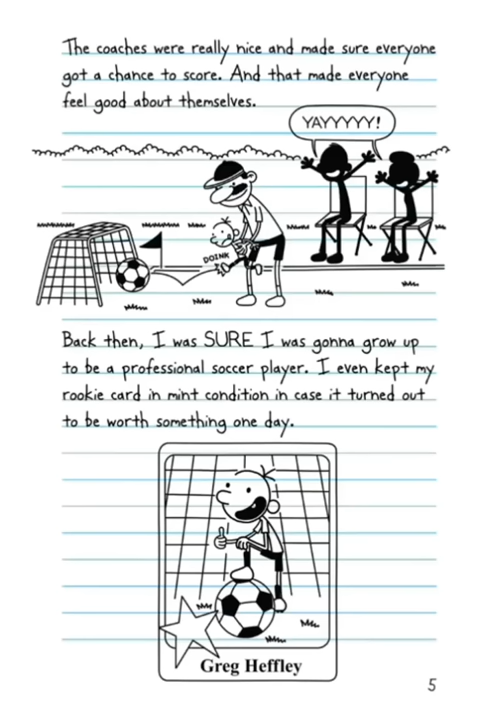 The coaches were really nice and made sure everyone
got a chance to score. And that made everyone
feel good about themselves.
YAYYYYY!
DOINK
Back then, I was SURE I was gonna grow up
to be a professional soccer player. I even kept my
rookie card in mint condition in case it turned out
to be worth something one day.
Greg Heffley
5